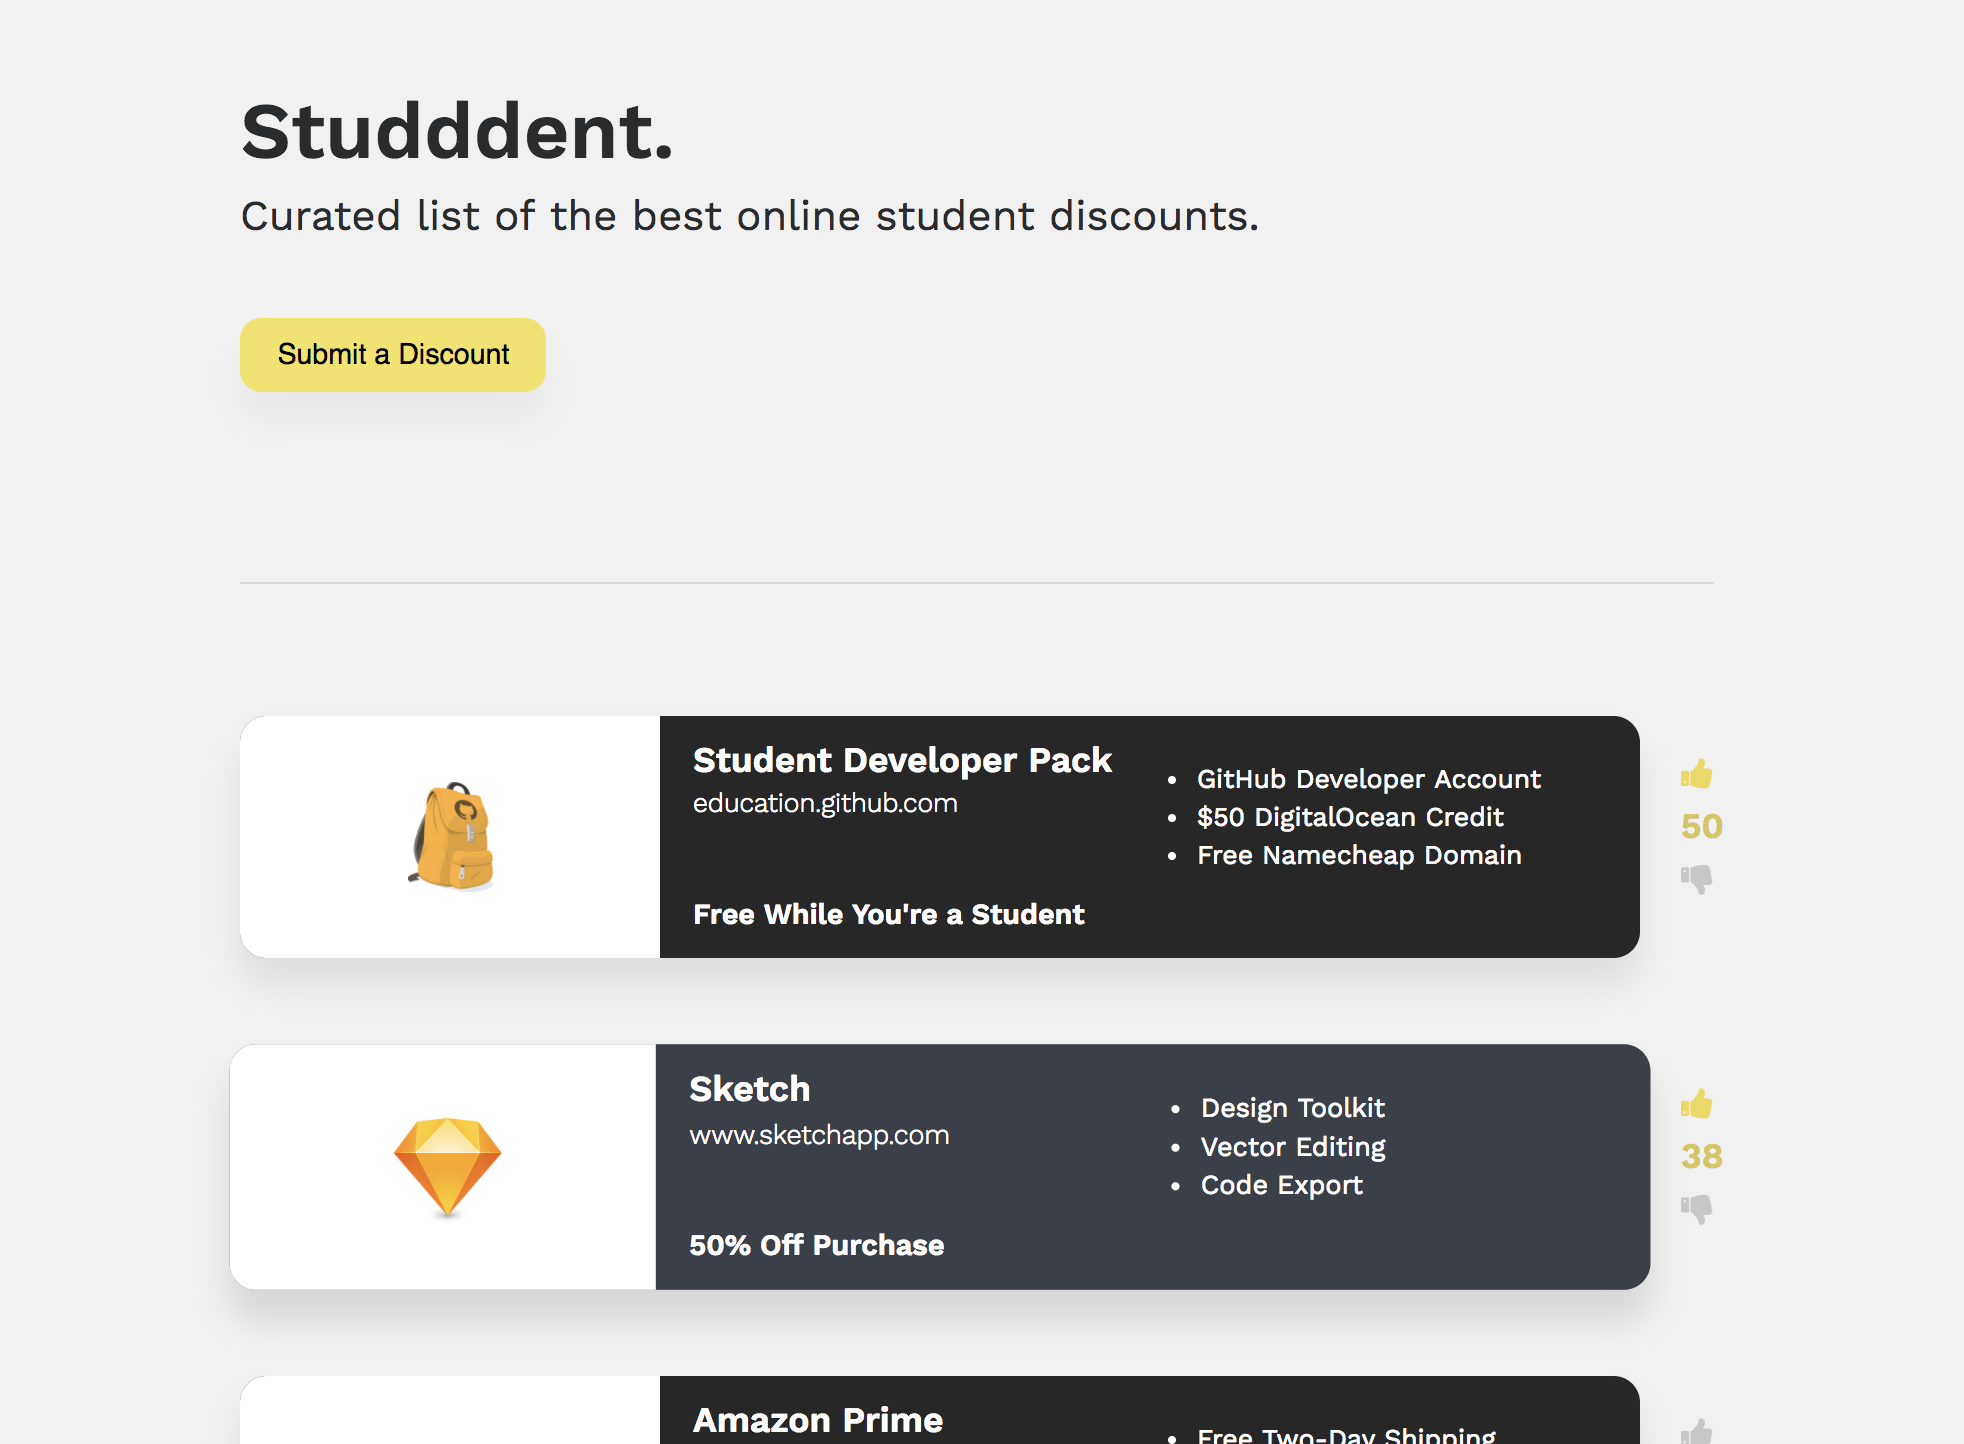 Studddent.
Curated list of the best online student discounts.
Submit a Discount
Student Developer Pack
education.github.com
Free While You're a Student
• GitHub Developer Account
• $50 DigitalOcean Credit
• Free Namecheap Domain
50
Sketch
www.sketchapp.com
50% Off Purchase
• Design Toolkit
• Vector Editing
• Code Export
38
Amazon Prime
• Free Two-Day Shipping